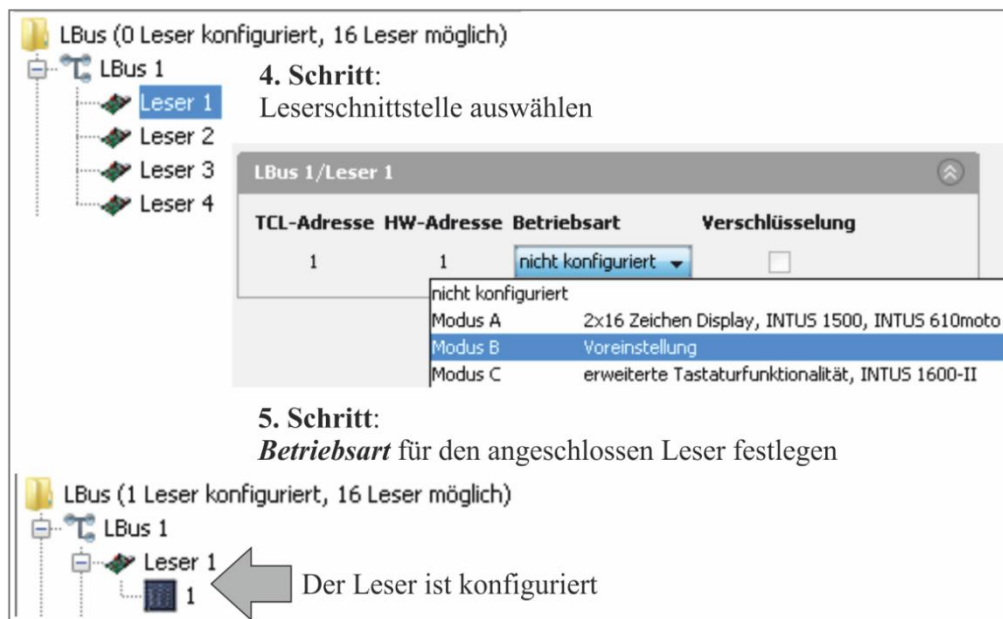 LBus (0 Leser konfiguriert, 16 Leser möglich)
LBus 1
Leser 1
Leser 2
Leser 3
Leser 4
4. Schritt:
Leserschnittstelle auswählen
LBus 1/Leser 1
TCL-Adresse HW-Adresse Betriebsart Verschlüsselung
1 1 nicht konfiguriert
nicht konfiguriert
Modus A 2x16 Zeichen Display, INTUS 1500, INTUS 610moto
Modus B Voreinstellung
Modus C erweiterte Tastaturfunktionalität, INTUS 1600-II
5. Schritt:
Betriebsart für den angeschlossen Leser festlegen
LBus (1 Leser konfiguriert, 16 Leser möglich)
LBus 1
Leser 1
1
Der Leser ist konfiguriert